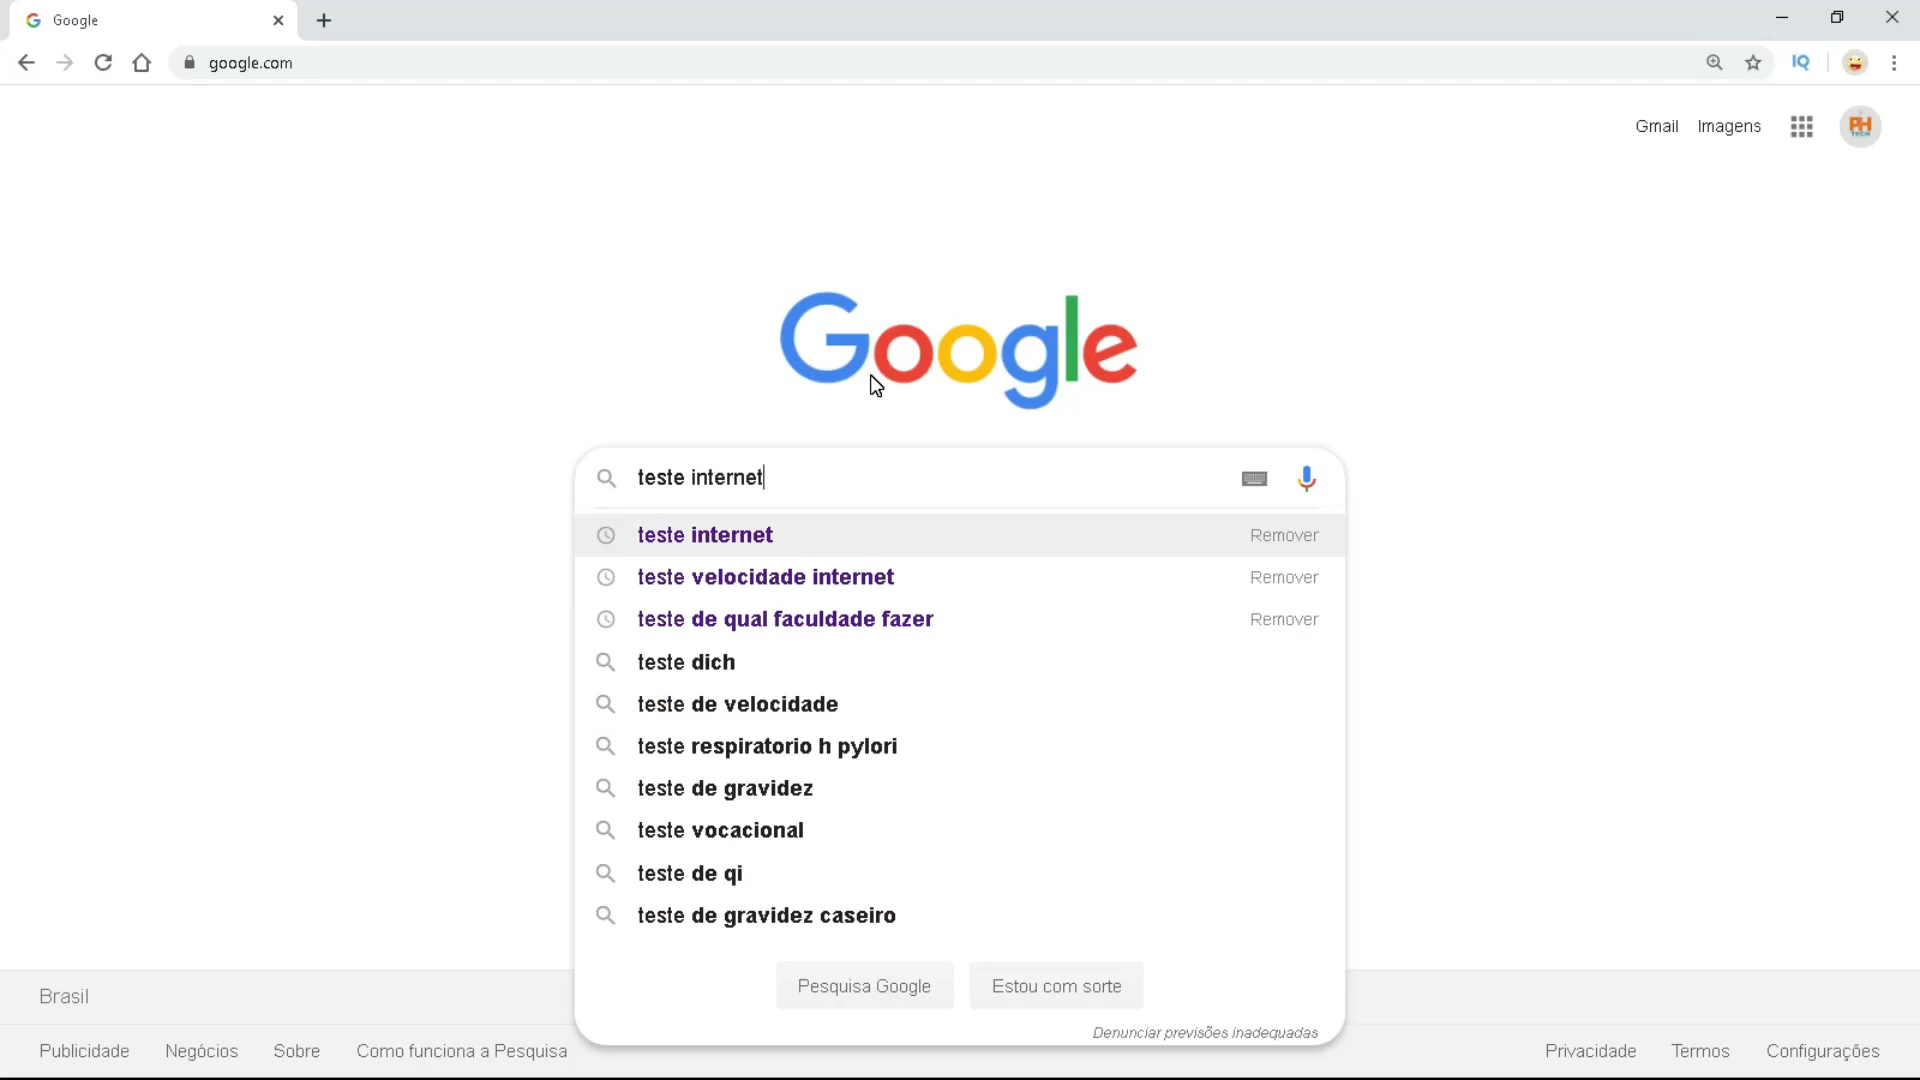 Google
google.com
IQ
Gmail Imagens
PH
TECH
Google
teste internet
teste internet Remover
teste velocidade internet Remover
teste de qual faculdade fazer Remover
teste dich
teste de velocidade
teste respiratorio h pylori
teste de gravidez
teste vocacional
teste de qi
teste de gravidez caseiro
Pesquisa Google Estou com sorte
Denunciar previsões inadequadas
Brasil
Publicidade Negócios Sobre Como funciona a Pesquisa Privacidade Termos Configurações